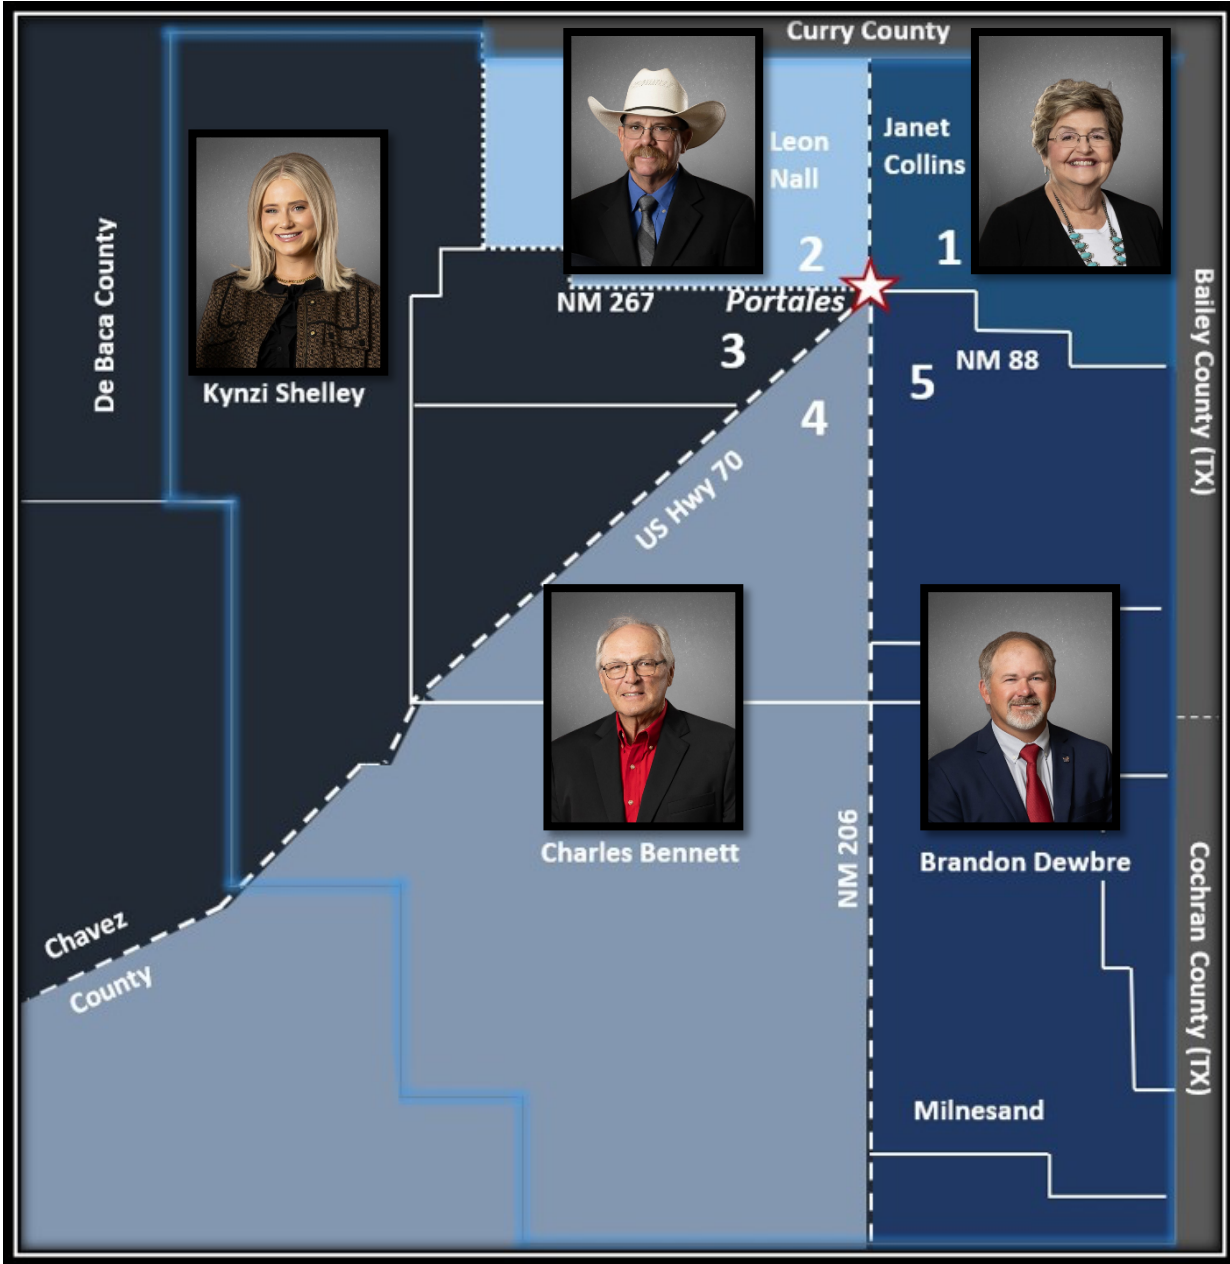 Curry County
Leon
Nall
Janet
Collins
2
1
De Baca County
Kynzi Shelley
NM 267
Portales
3
NM 88
5
4
Bailey County (TX)
US Hwy 70
Charles Bennett
NM 206
Brandon Dewbre
Cochran County (TX)
Chavez
County
Milnesand